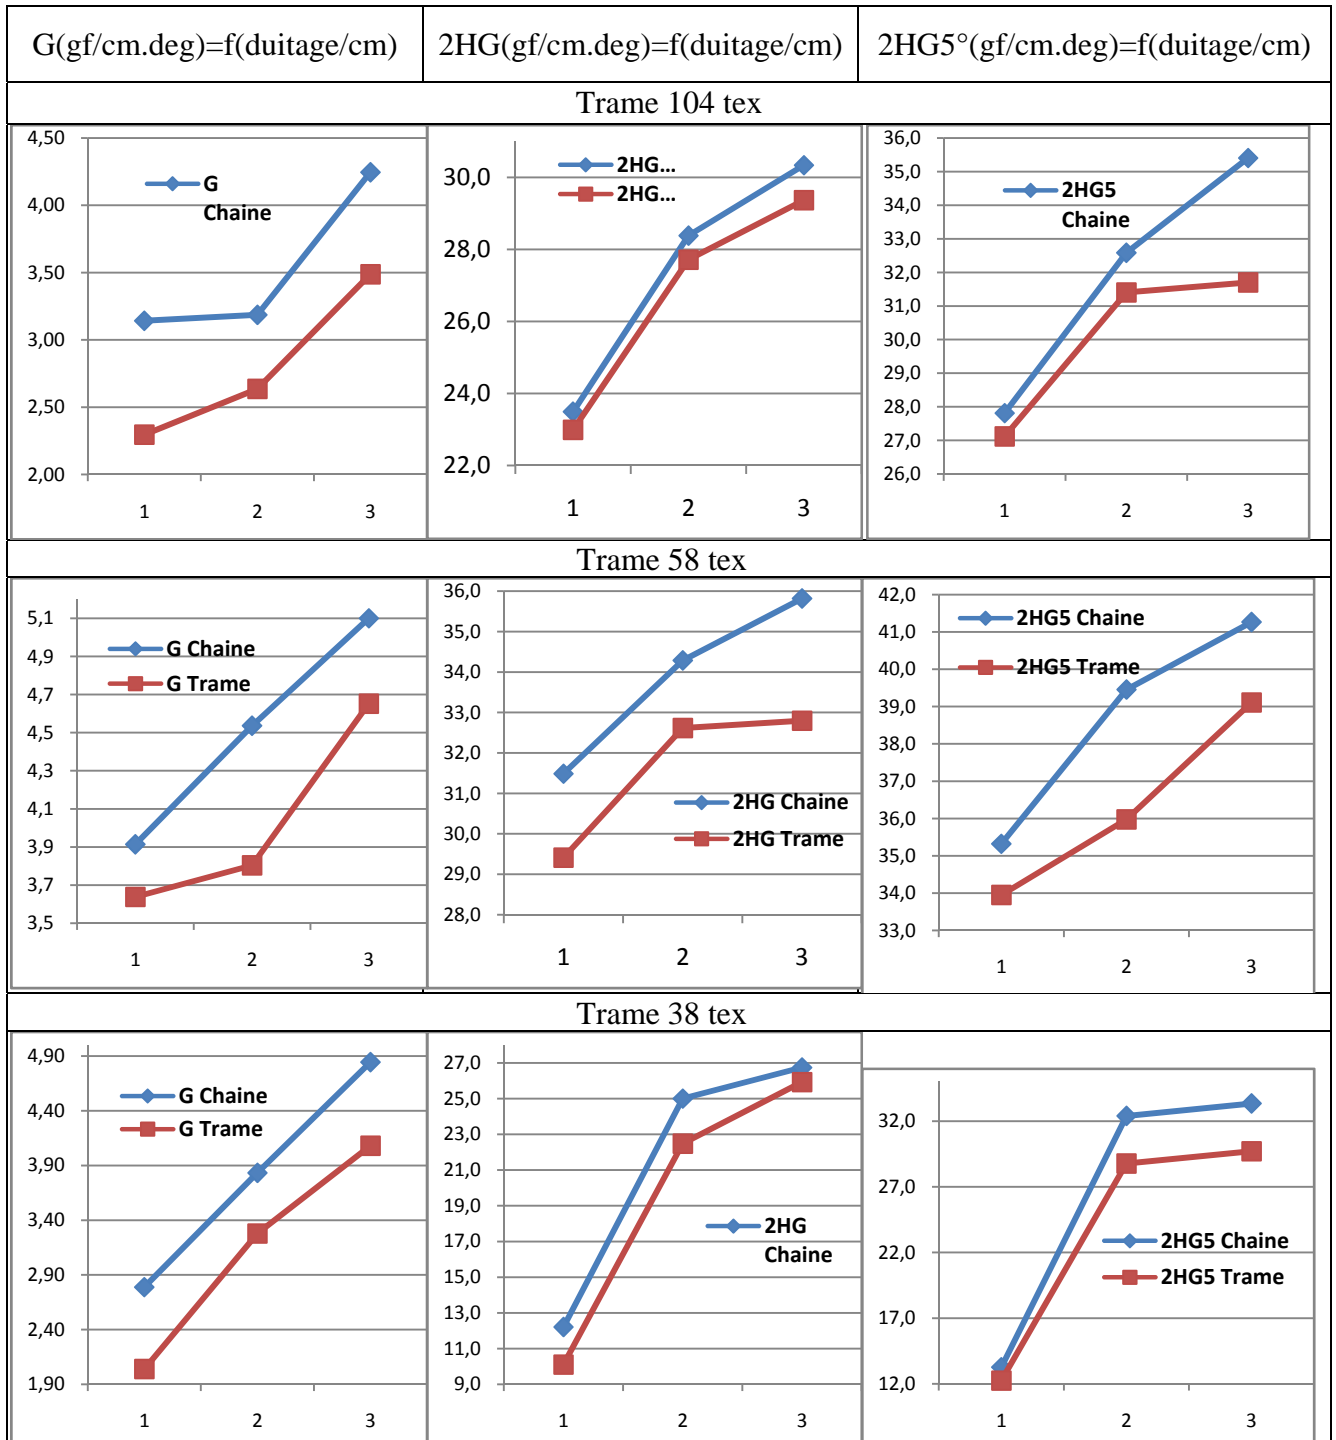 G(gf/cm.deg)=f(duitage/cm)
2HG(gf/cm.deg)=f(duitage/cm)
2HG5°(gf/cm.deg)=f(duitage/cm)
Trame 104 tex
4,50
4,00
3,50
3,00
2,50
2,00
G
Chaine
1 2 3
30,0
28,0
26,0
24,0
22,0
2HG...
2HG...
1 2 3
36,0
35,0
34,0
33,0
32,0
31,0
30,0
29,0
28,0
27,0
26,0
2HG5
Chaine
1 2 3
Trame 58 tex
5,1
4,9
4,7
4,5
4,3
4,1
3,9
3,7
3,5
G Chaine
G Trame
1 2 3
36,0
35,0
34,0
33,0
32,0
31,0
30,0
29,0
28,0
2HG Chaine
2HG Trame
1 2 3
42,0
41,0
40,0
39,0
38,0
37,0
36,0
35,0
34,0
33,0
2HG5 Chaine
2HG5 Trame
1 2 3
Trame 38 tex
4,90
4,40
3,90
3,40
2,90
2,40
1,90
G Chaine
G Trame
1 2 3
27,0
25,0
23,0
21,0
19,0
17,0
15,0
13,0
11,0
9,0
2HG
Chaine
1 2 3
32,0
27,0
22,0
17,0
12,0
2HG5 Chaine
2HG5 Trame
1 2 3